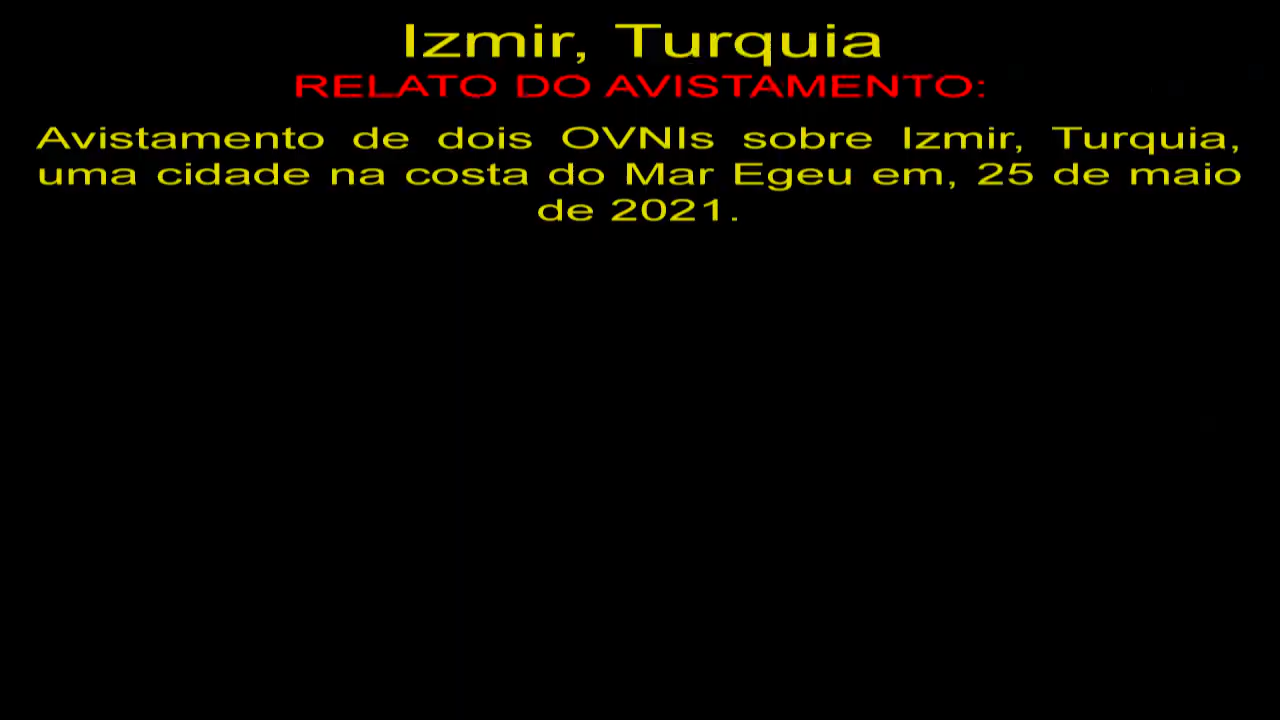 Izmir, Turquia
RELATO DO AVISTAMENTO:
Avistamento de dois OVNIs sobre Izmir, Turquia,
uma cidade na costa do Mar Egeu em, 25 de maio
de 2021.